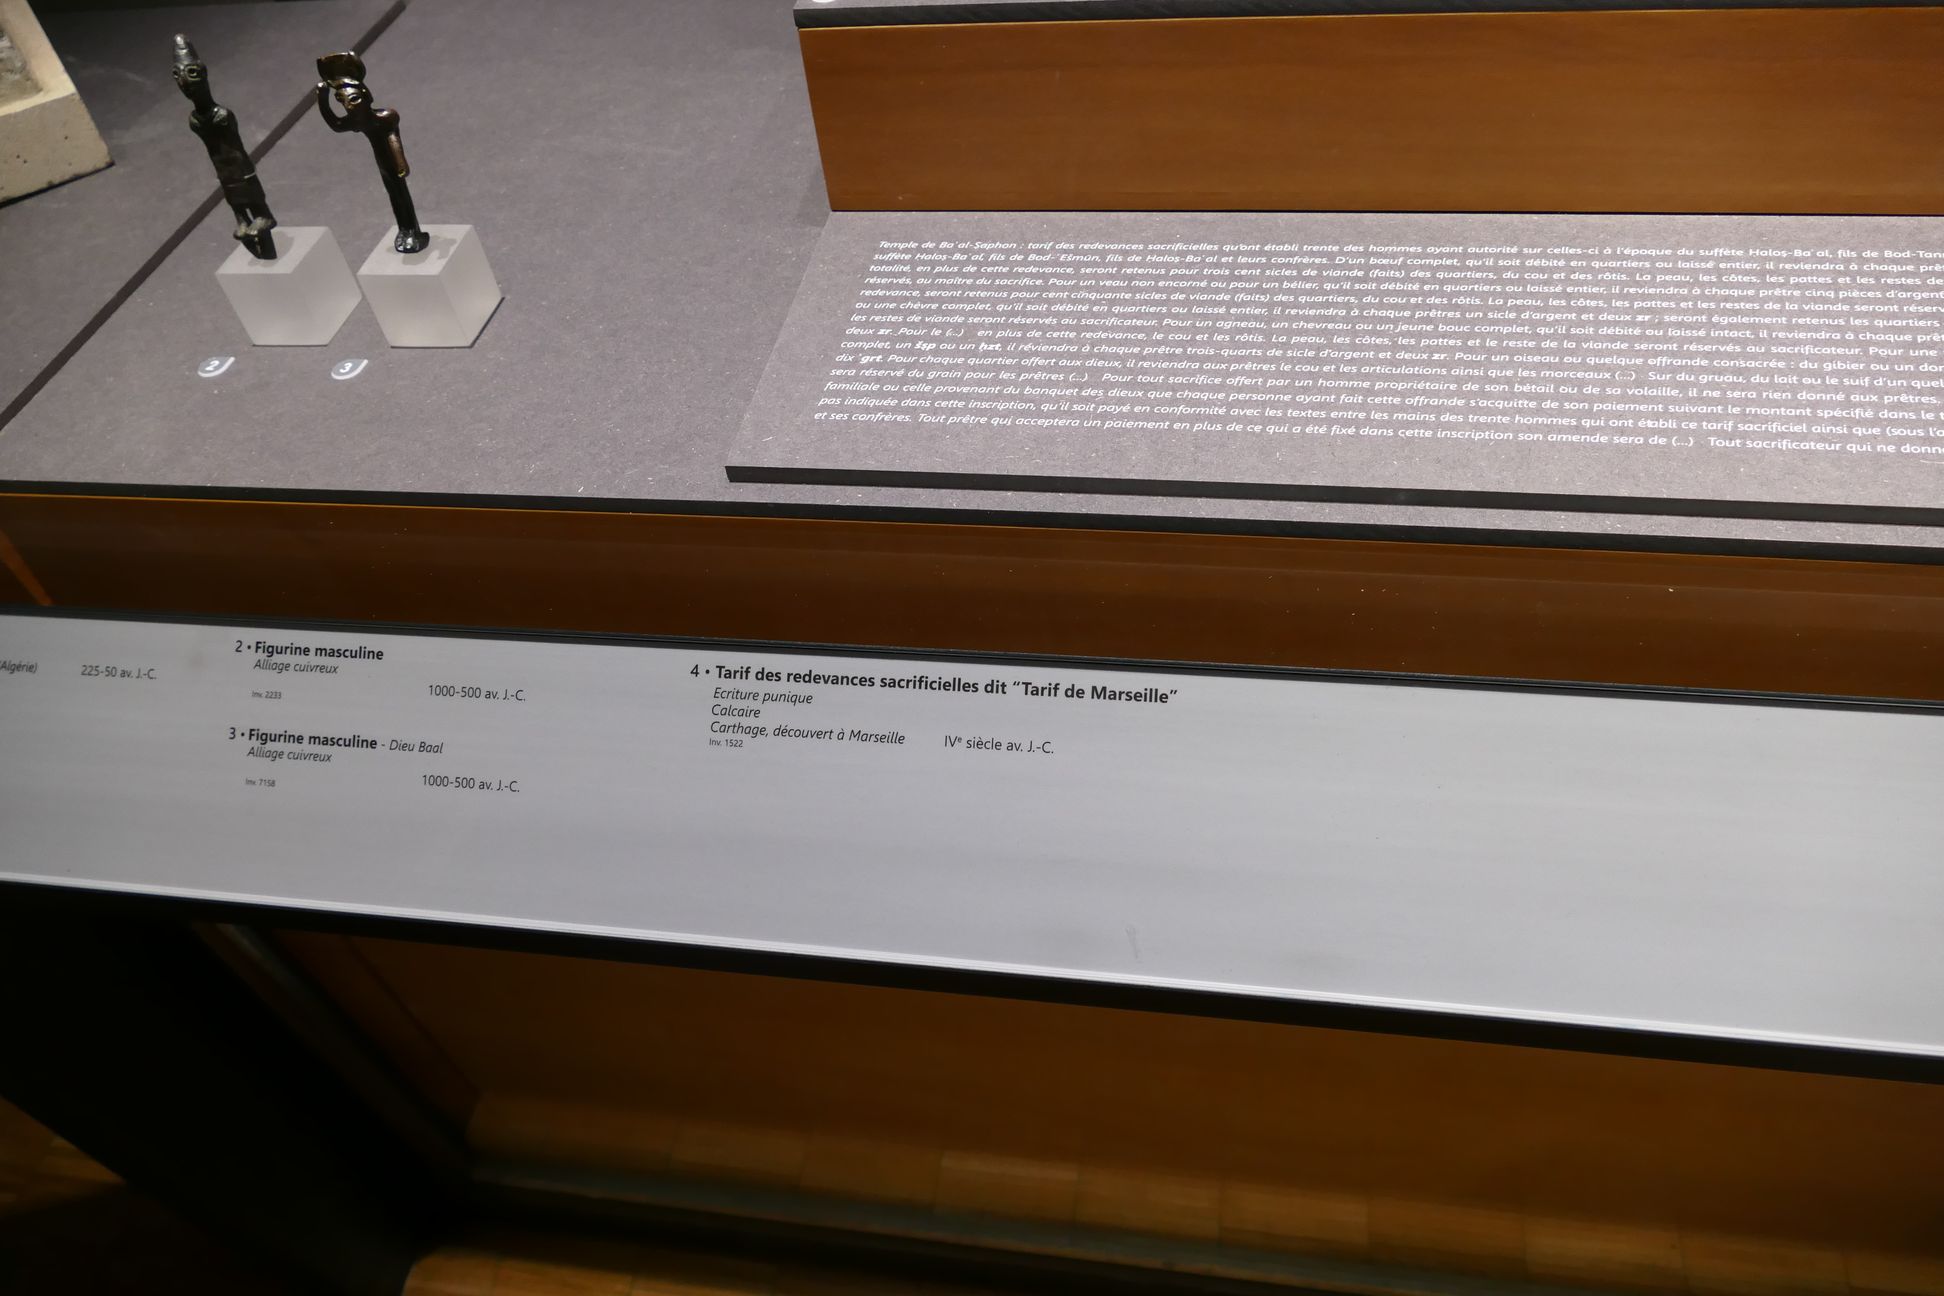 Temple de Ba'al-Ṣaphon : tarif des redevances sacrificielles qu'ont établi trente des hommes ayant autorité sur celles-ci à l'époque du suffète Haloṣ-Ba'al, fils de Bod-Tan
suffète Haloṣ-Ba'al, fils de Bod-'Ešmūn, fils de Haloṣ-Ba'al et leurs confrères. D'un bœuf complet, qu'il soit débité en quartiers ou laissé entier, il reviendra à chaque prê
totalité, en plus de cette redevance, seront retenus pour trois cent sicles de viande (faits) des quartiers, du cou et des rôtis. La peau, les côtes, les pattes et les restes de
réservés, au maître du sacrifice. Pour un veau non encorné ou pour un bélier, qu'il soit débité en quartiers ou laissé entier, il reviendra à chaque prêtre cinq pièces d'argent
redevance, seront retenus pour cent cinquante sicles de viande (faits) des quartiers, du cou et des rôtis. La peau, les côtes, les pattes et les restes de la viande seront réserv
ou une chèvre complet, qu'il soit débité en quartiers ou laissé entier, il reviendra à chaque prêtres un sicle d'argent et deux zr ; seront également retenus les quartiers
les restes de viande seront réservés au sacrificateur. Pour un agneau, un chevreau ou un jeune bouc complet, qu'il soit débité ou laissé intact, il reviendra à chaque prêt
deux zr. Pour le (...) en plus de cette redevance, le cou et les rôtis. La peau, les côtes, les pattes et le reste de la viande seront réservés au sacrificateur. Pour une
complet, un šṣp ou un ḥzt, il reviendra à chaque prêtre trois-quarts de sicle d'argent et deux zr. Pour un oiseau ou quelque offrande consacrée : du gibier ou un don
dix 'grt. Pour chaque quartier offert aux dieux, il reviendra aux prêtres le cou et les articulations ainsi que les morceaux (...) Sur du gruau, du lait ou le suif d'un quel
sera réservé du grain pour les prêtres (...) Pour tout sacrifice offert par un homme propriétaire de son bétail ou de sa volaille, il ne sera rien donné aux prêtres.
familiale ou celle provenant du banquet des dieux que chaque personne ayant fait cette offrande s'acquitte de son paiement suivant le montant spécifié dans le t
pas indiquée dans cette inscription, qu'il soit payé en conformité avec les textes entre les mains des trente hommes qui ont établi ce tarif sacrificiel ainsi que (sous l'a
et ses confrères. Tout prêtre qui acceptera un paiement en plus de ce qui a été fixé dans cette inscription son amende sera de (...) Tout sacrificateur qui ne donn
2
3
(Algérie) 225-50 av. J.-C.
2 • Figurine masculine
Alliage cuivreux
Inv. 2233 1000-500 av. J.-C.
3 • Figurine masculine - Dieu Baal
Alliage cuivreux
Inv. 7158 1000-500 av. J.-C.
4 • Tarif des redevances sacrificielles dit “Tarif de Marseille”
Ecriture punique
Calcaire
Carthage, découvert à Marseille IVe siècle av. J.-C.
Inv. 1522